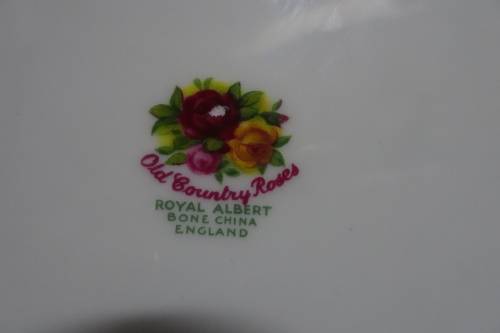 Old Country Roses
ROYAL ALBERT
BONE CHINA
ENGLAND